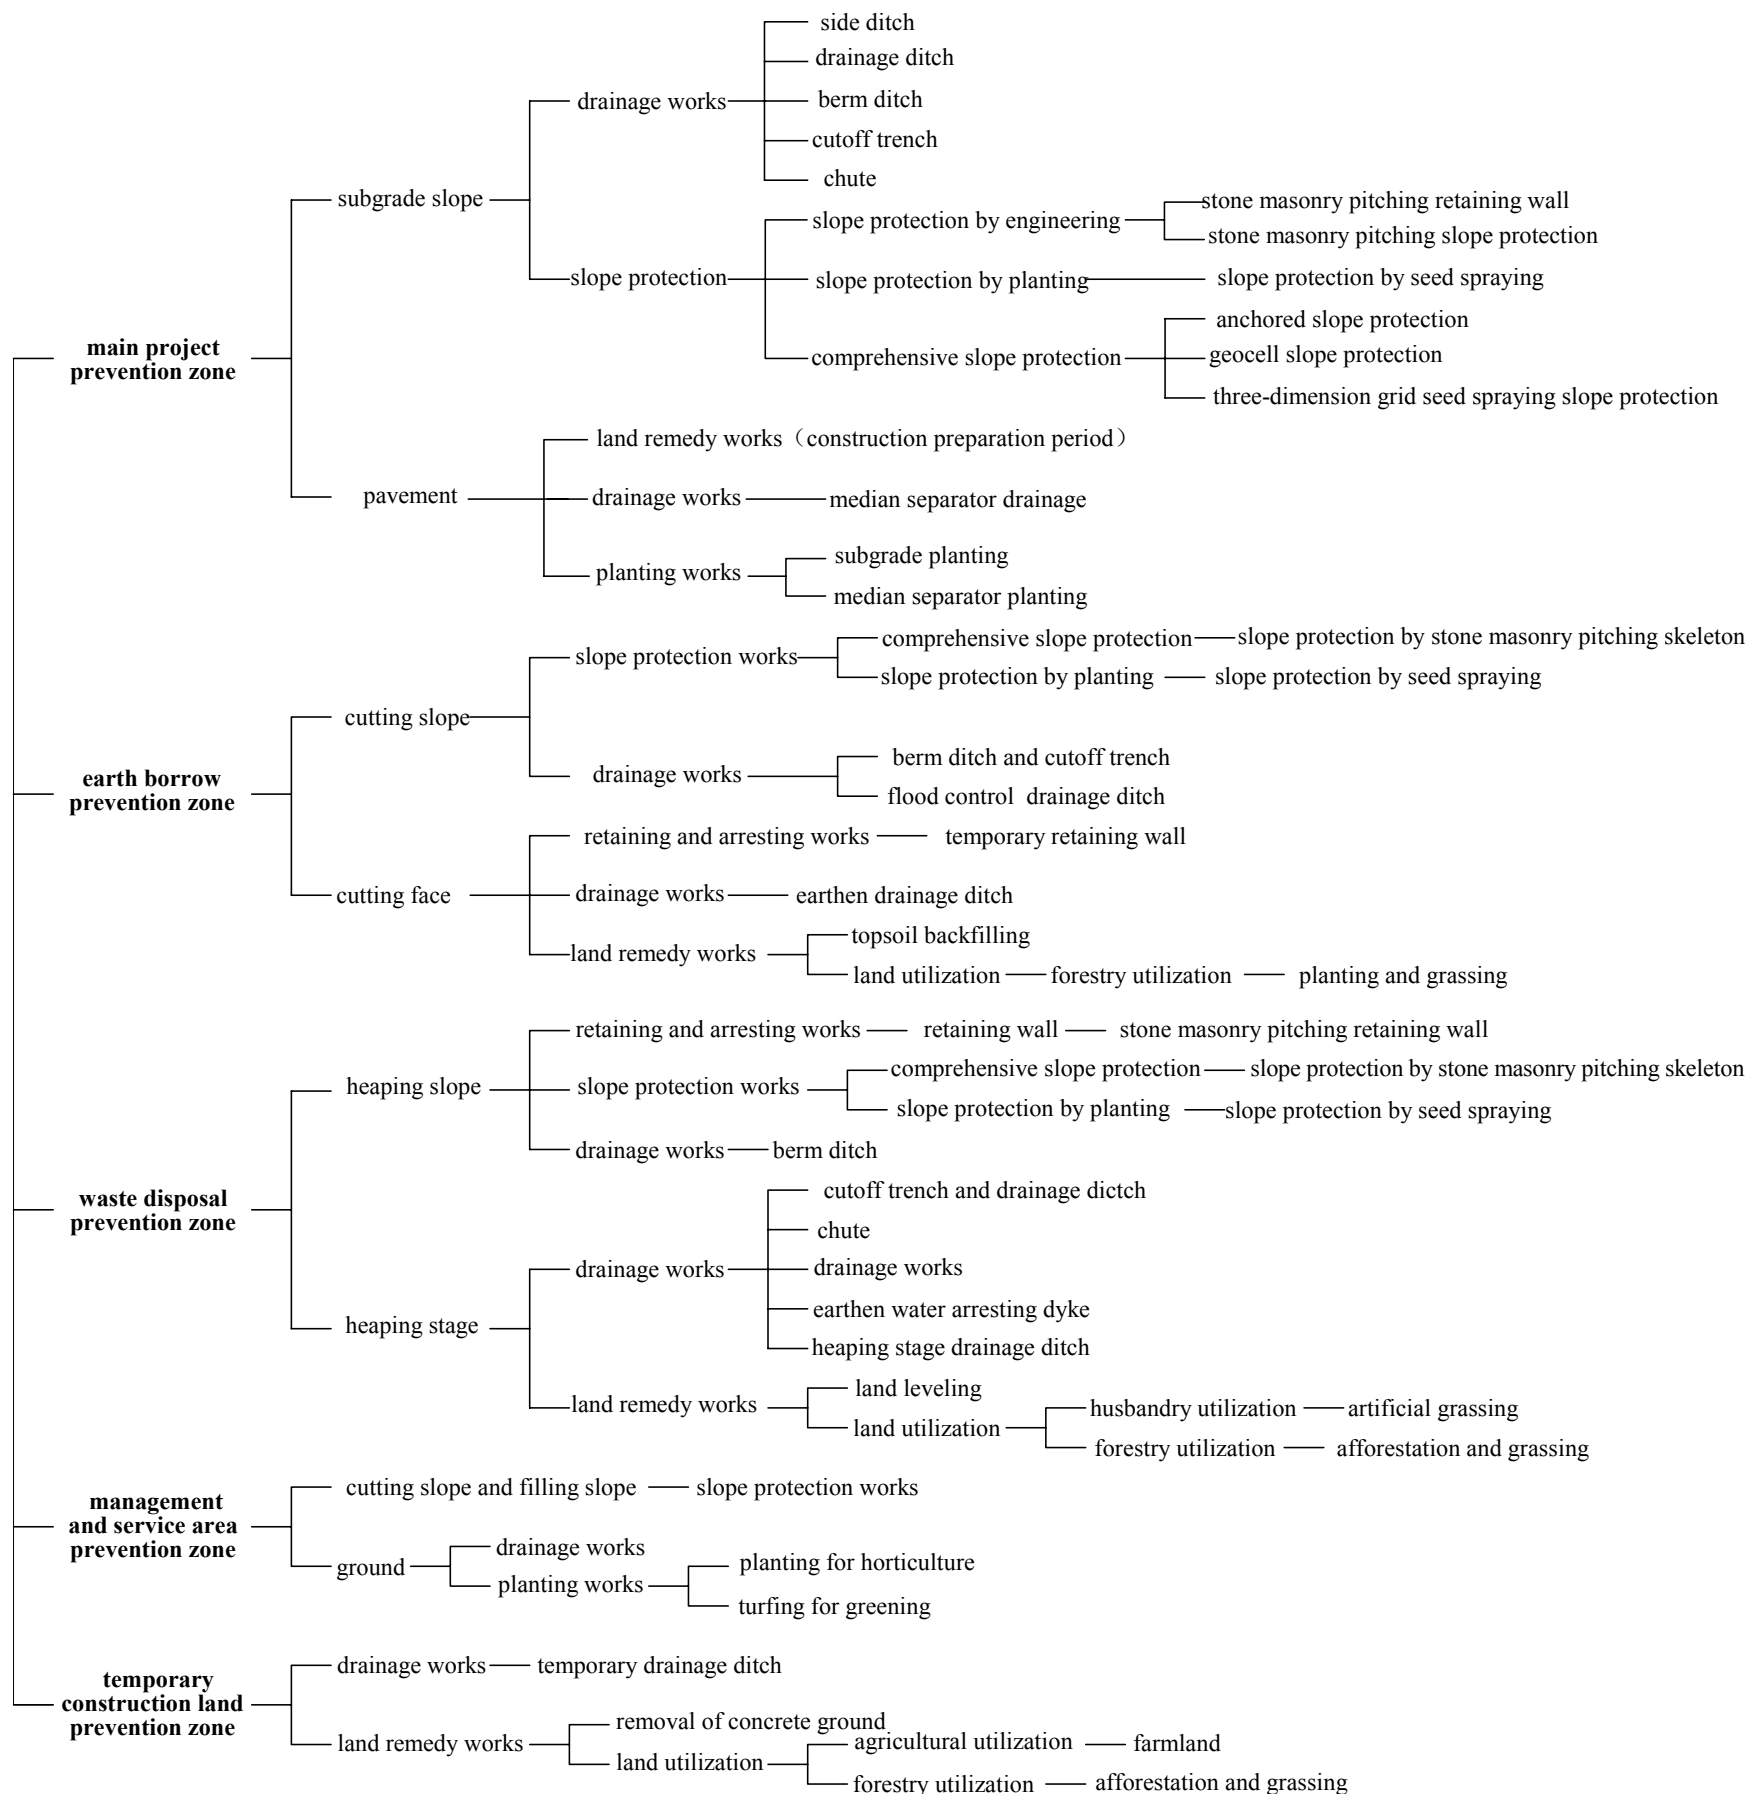 side ditch
drainage ditch
drainage works
berm ditch
cutoff trench
chute
subgrade slope
stone masonry pitching retaining wall
slope protection by engineering
stone masonry pitching slope protection
slope protection
slope protection by planting
slope protection by seed spraying
anchored slope protection
main project
prevention zone
comprehensive slope protection
geocell slope protection
three-dimension grid seed spraying slope protection
land remedy works（construction preparation period）
pavement
drainage works
median separator drainage
subgrade planting
planting works
median separator planting
comprehensive slope protection
slope protection by stone masonry pitching skeleton
slope protection works
slope protection by planting
slope protection by seed spraying
cutting slope
berm ditch and cutoff trench
drainage works
flood control drainage ditch
earth borrow
prevention zone
retaining and arresting works
temporary retaining wall
cutting face
drainage works
earthen drainage ditch
topsoil backfilling
land remedy works
land utilization
forestry utilization
planting and grassing
retaining and arresting works
retaining wall
stone masonry pitching retaining wall
heaping slope
slope protection works
comprehensive slope protection
slope protection by stone masonry pitching skeleton
slope protection by planting
slope protection by seed spraying
drainage works
berm ditch
waste disposal
prevention zone
cutoff trench and drainage dictch
chute
drainage works
drainage works
earthen water arresting dyke
heaping stage
heaping stage drainage ditch
land leveling
land remedy works
land utilization
husbandry utilization
artificial grassing
forestry utilization
afforestation and grassing
management
and service area
prevention zone
cutting slope and filling slope
slope protection works
ground
drainage works
planting works
planting for horticulture
turfing for greening
temporary
construction land
prevention zone
drainage works
temporary drainage ditch
land remedy works
removal of concrete ground
land utilization
agricultural utilization
farmland
forestry utilization
afforestation and grassing